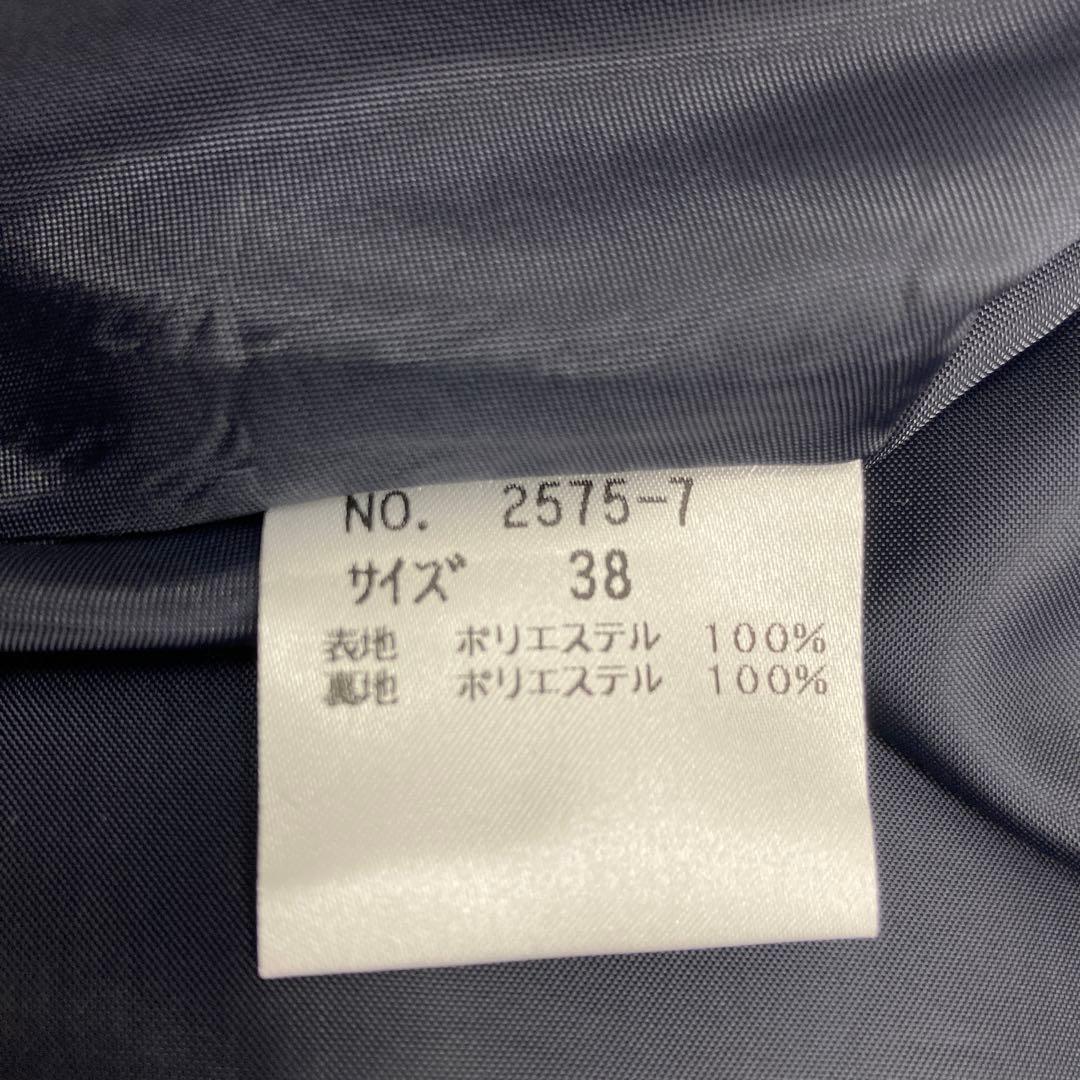 NO. 2575-7
サイズ 38
表地 ポリエステル 100%
裏地 ポリエステル 100%